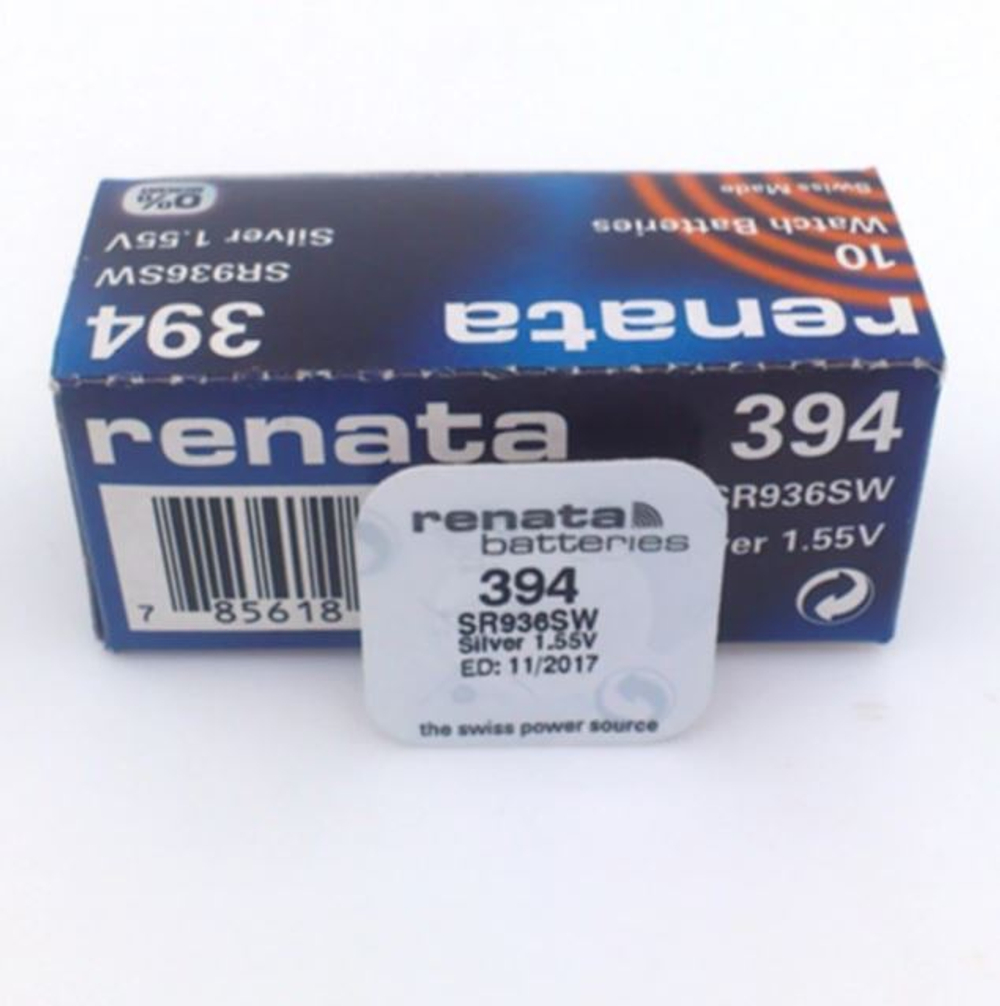 0%
MERCURY
Silver 1.55V
SR936SW
394
Swiss Made
Watch Batteries
10
renata
renata
394
SR936SW
1.55V
7 85618
renata
batteries
394
SR936SW
Silver 1.55V
ED: 11/2017
the swiss power source